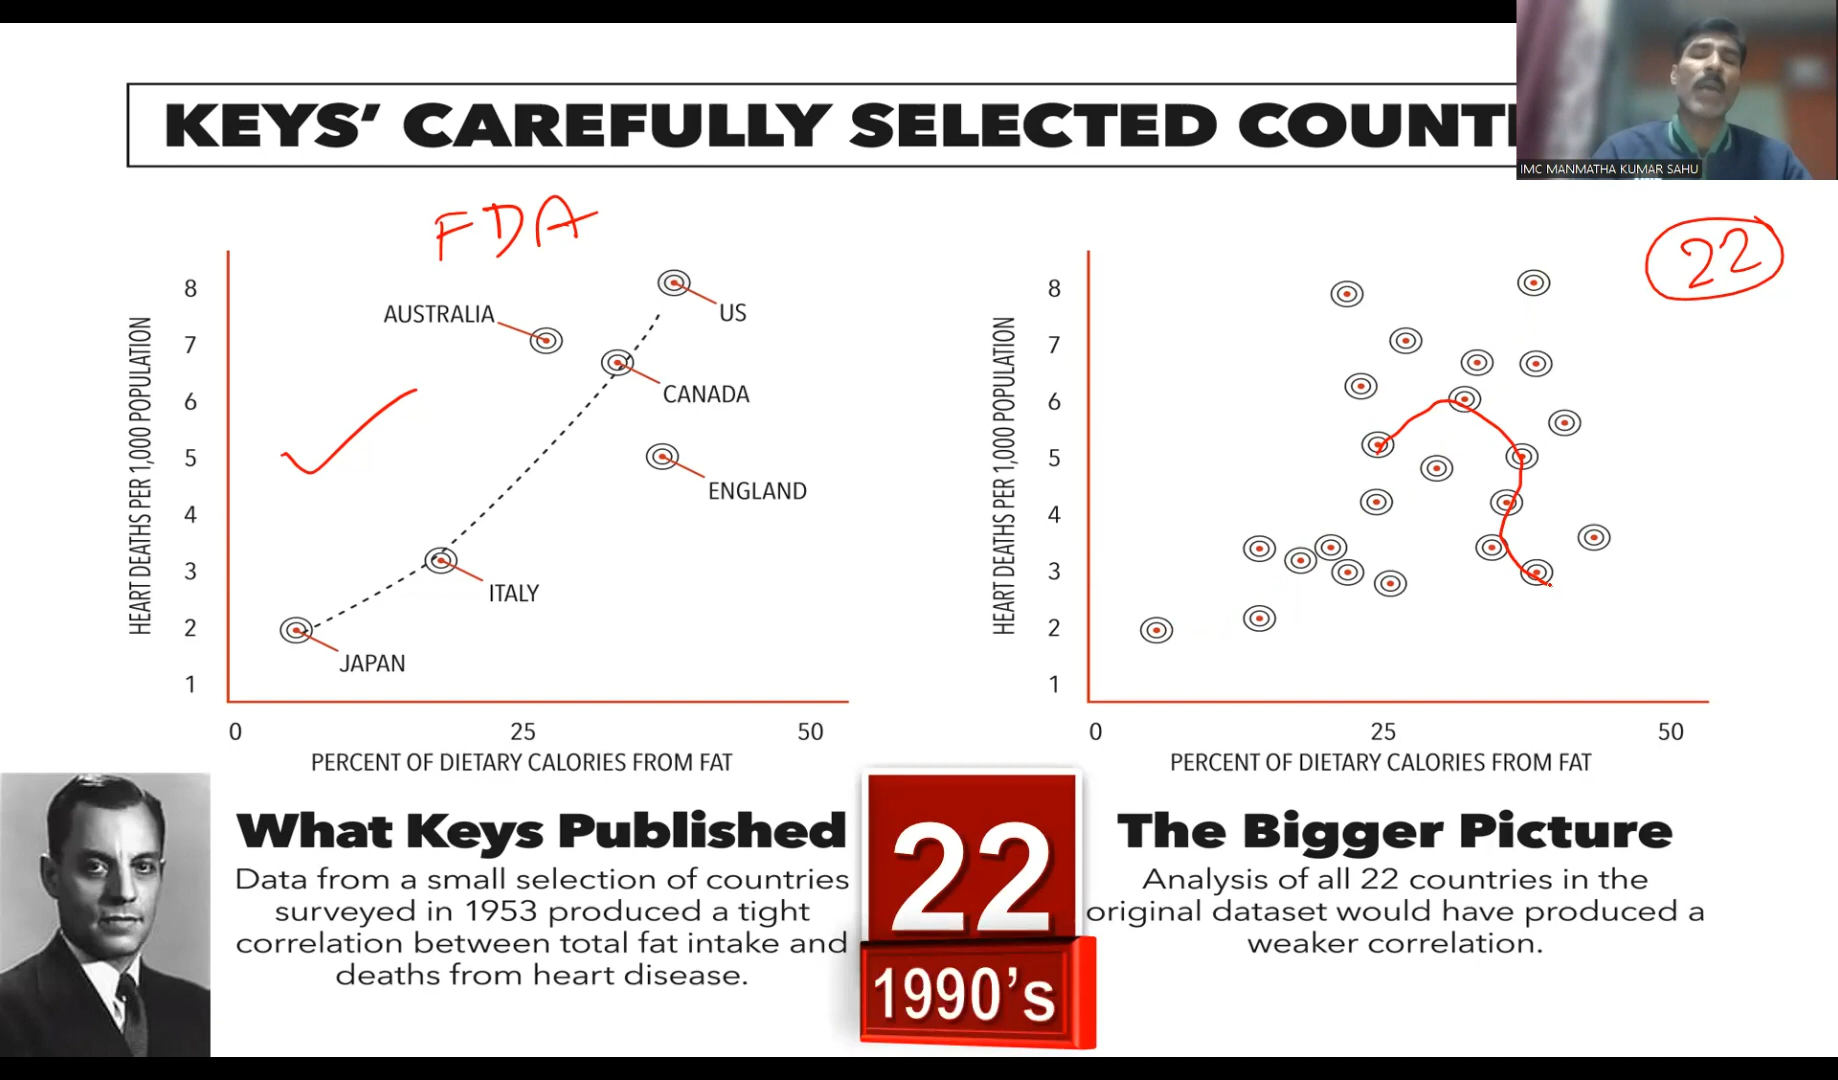 KEYS' CAREFULLY SELECTED COUNT
IMC MANMATHA KUMAR SAHU
FDA
HEART DEATHS PER 1,000 POPULATION
8
7
6
5
4
3
2
1
AUSTRALIA
US
CANADA
ENGLAND
ITALY
JAPAN
0 25 50
PERCENT OF DIETARY CALORIES FROM FAT
22
HEART DEATHS PER 1,000 POPULATION
8
7
6
5
4
3
2
1
0 25 50
PERCENT OF DIETARY CALORIES FROM FAT
What Keys Published
Data from a small selection of countries
surveyed in 1953 produced a tight
correlation between total fat intake and
deaths from heart disease.
22
1990's
The Bigger Picture
Analysis of all 22 countries in the
original dataset would have produced a
weaker correlation.